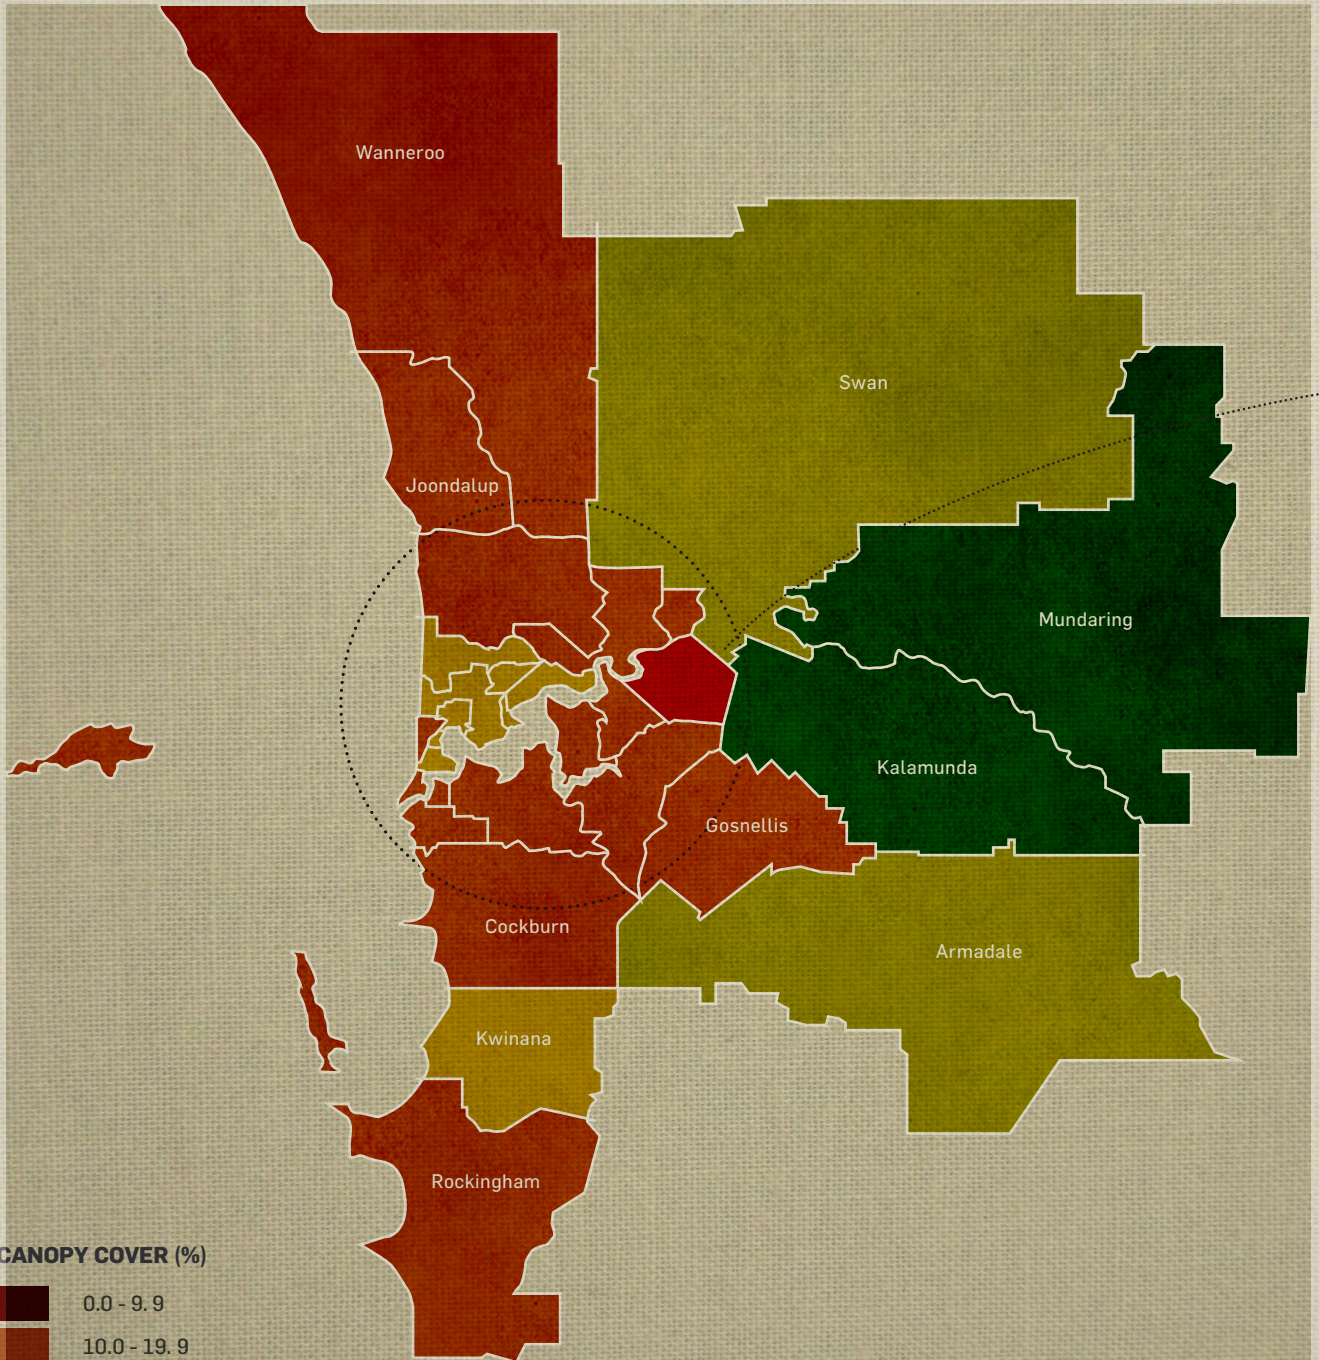 Wanneroo
Swan
Joondalup
Mundaring
Kalamunda
Gosnellis
Cockburn
Armadale
Kwinana
Rockingham
CANOPY COVER (%)
0.0 - 9.9
10.0 - 19.9